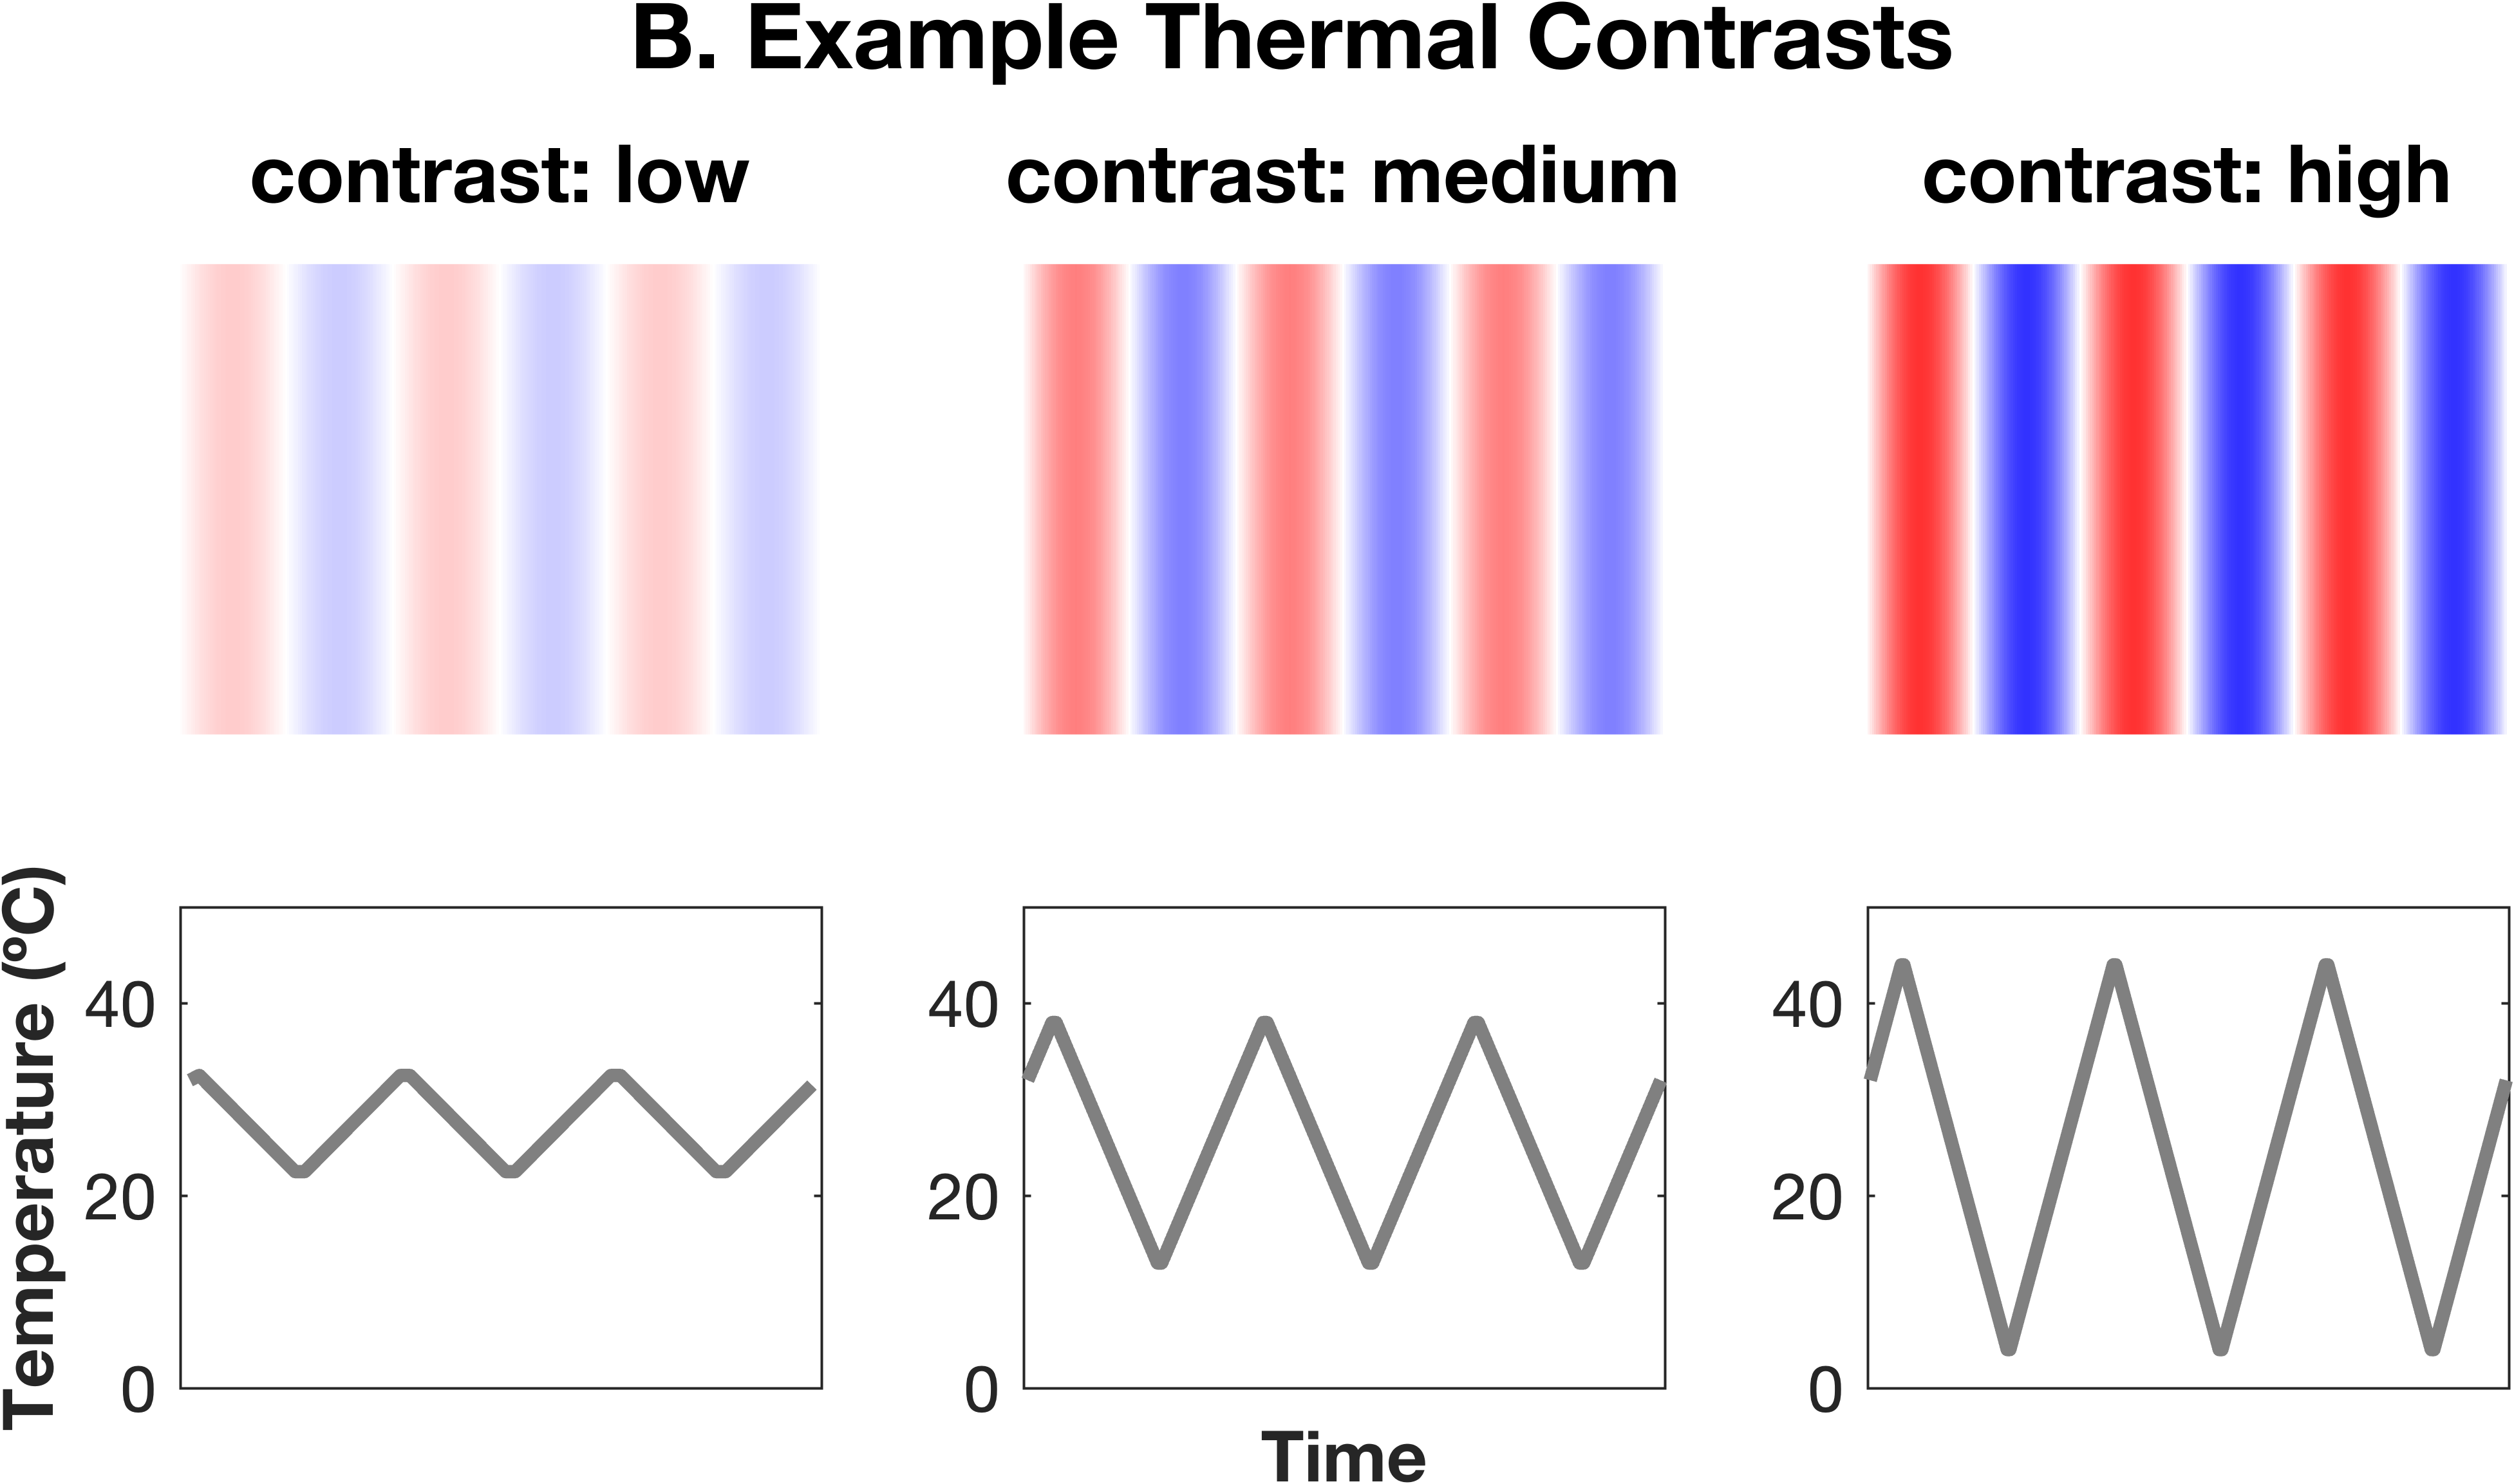 B. Example Thermal Contrasts
contrast: low
contrast: medium
contrast: high
Temperature (ºC)
40
20
0
40
20
0
40
20
0
Time